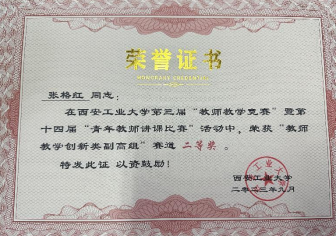 荣誉证书
HONORARY CREDENTIAL
张格红 同志：
在西安工业大学第三届“教师教学竞赛”暨第
十四届“青年教师讲课比赛”活动中，荣获“教师
教学创新类副高组”赛道 二等奖。
特发此证 以资鼓励！
西安工业大学
二〇二三年九月